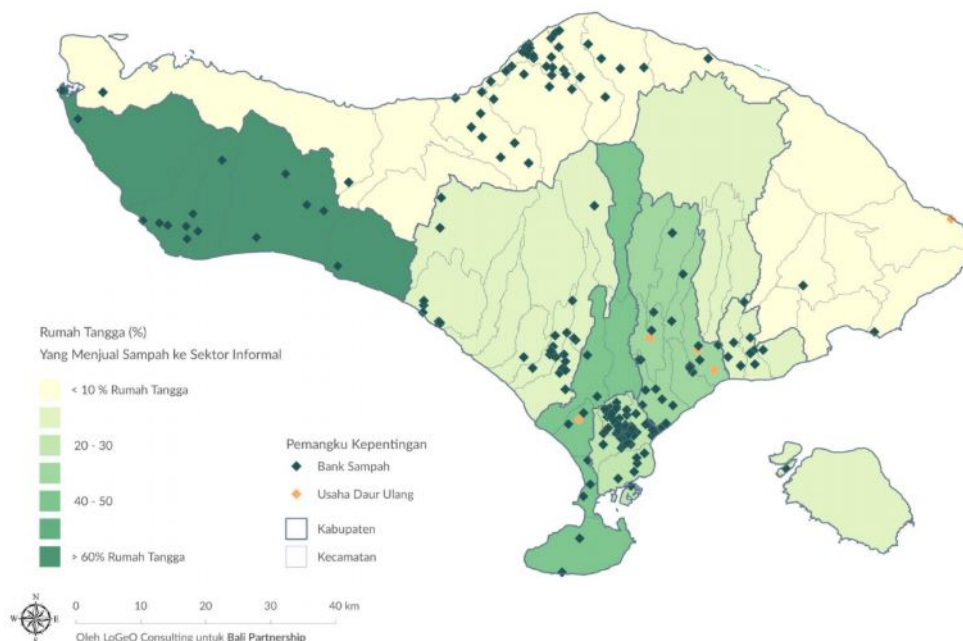 Rumah Tangga (%)
Yang Menjual Sampah ke Sektor Informal
< 10 % Rumah Tangga
20 - 30
40 - 50
> 60% Rumah Tangga
Pemangku Kepentingan
Bank Sampah
Usaha Daur Ulang
Kabupaten
Kecamatan
N
W E
S
0 10 20 30 40 km
Oleh LoGeO Consulting untuk Bali Partnership